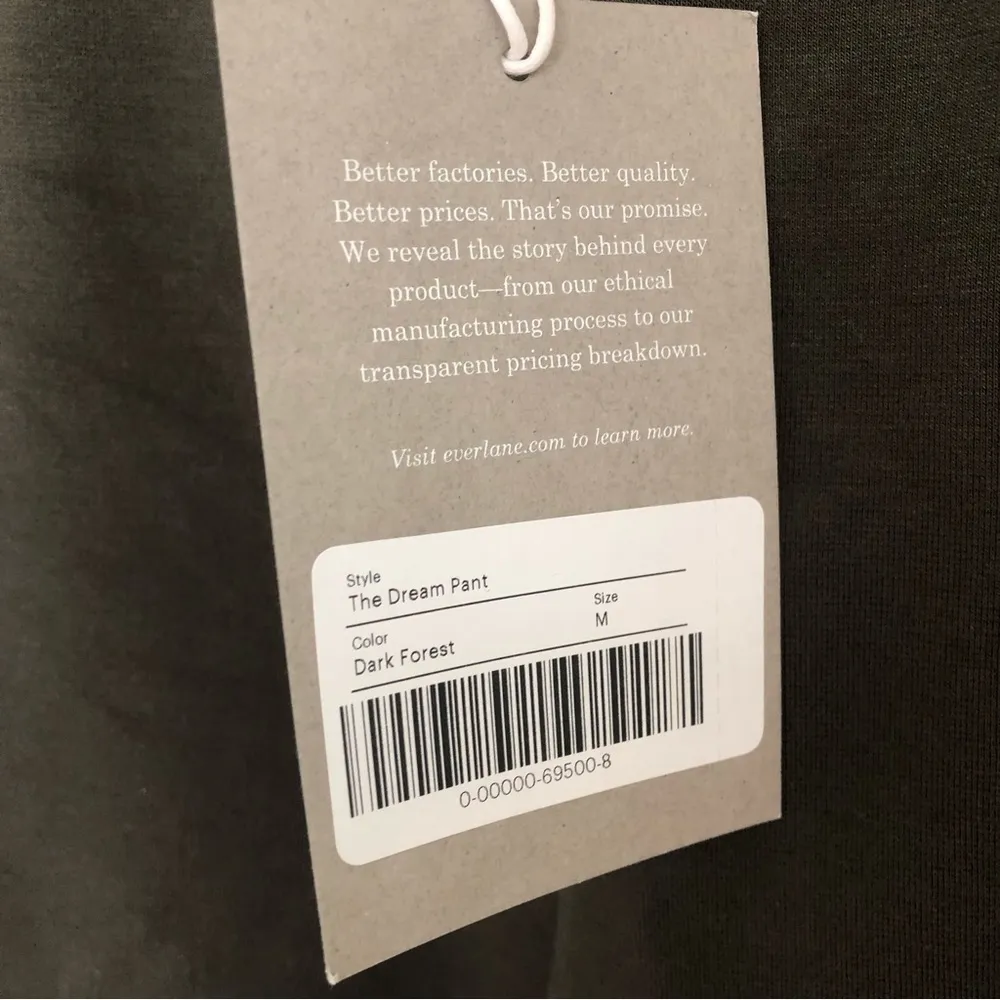 Better factories. Better quality.
Better prices. That's our promise.
We reveal the story behind every
product—from our ethical
manufacturing process to our
transparent pricing breakdown.
Visit everlane.com to learn more.
Style
The Dream Pant
Color
Dark Forest
Size
M
0-00000-69500-8